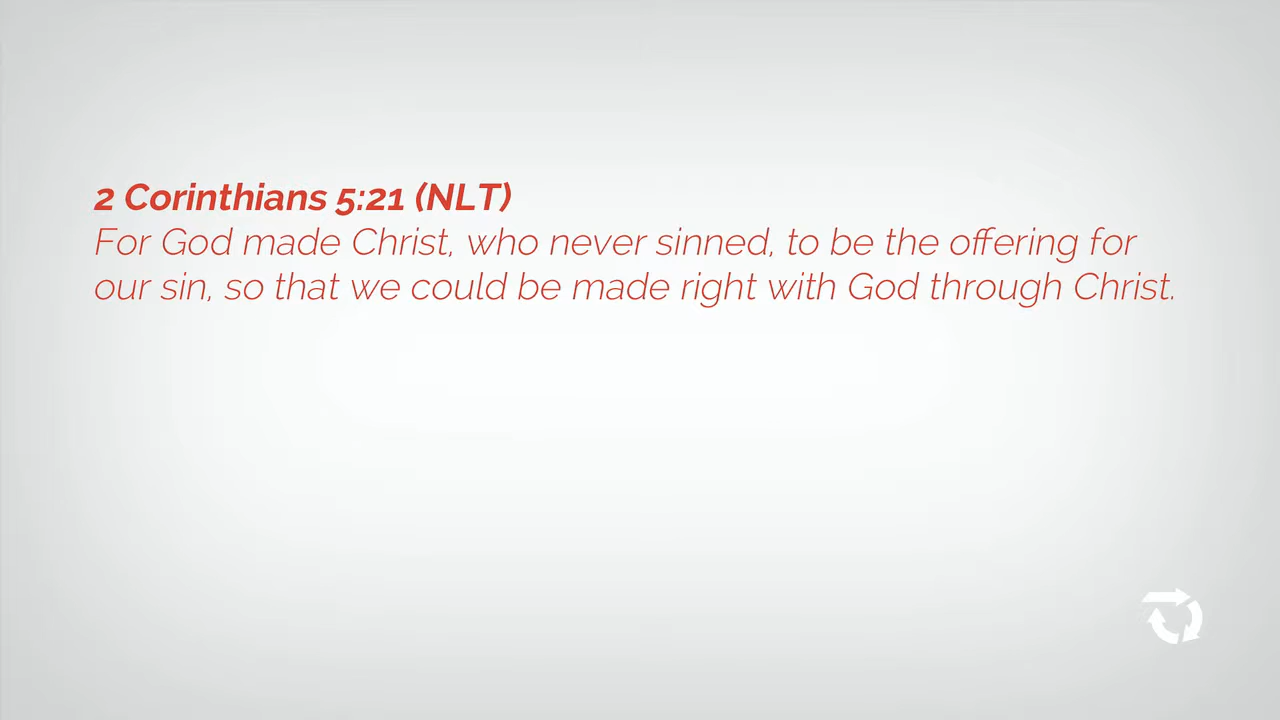 2 Corinthians 5:21 (NLT)
For God made Christ, who never sinned, to be the offering for
our sin, so that we could be made right with God through Christ.